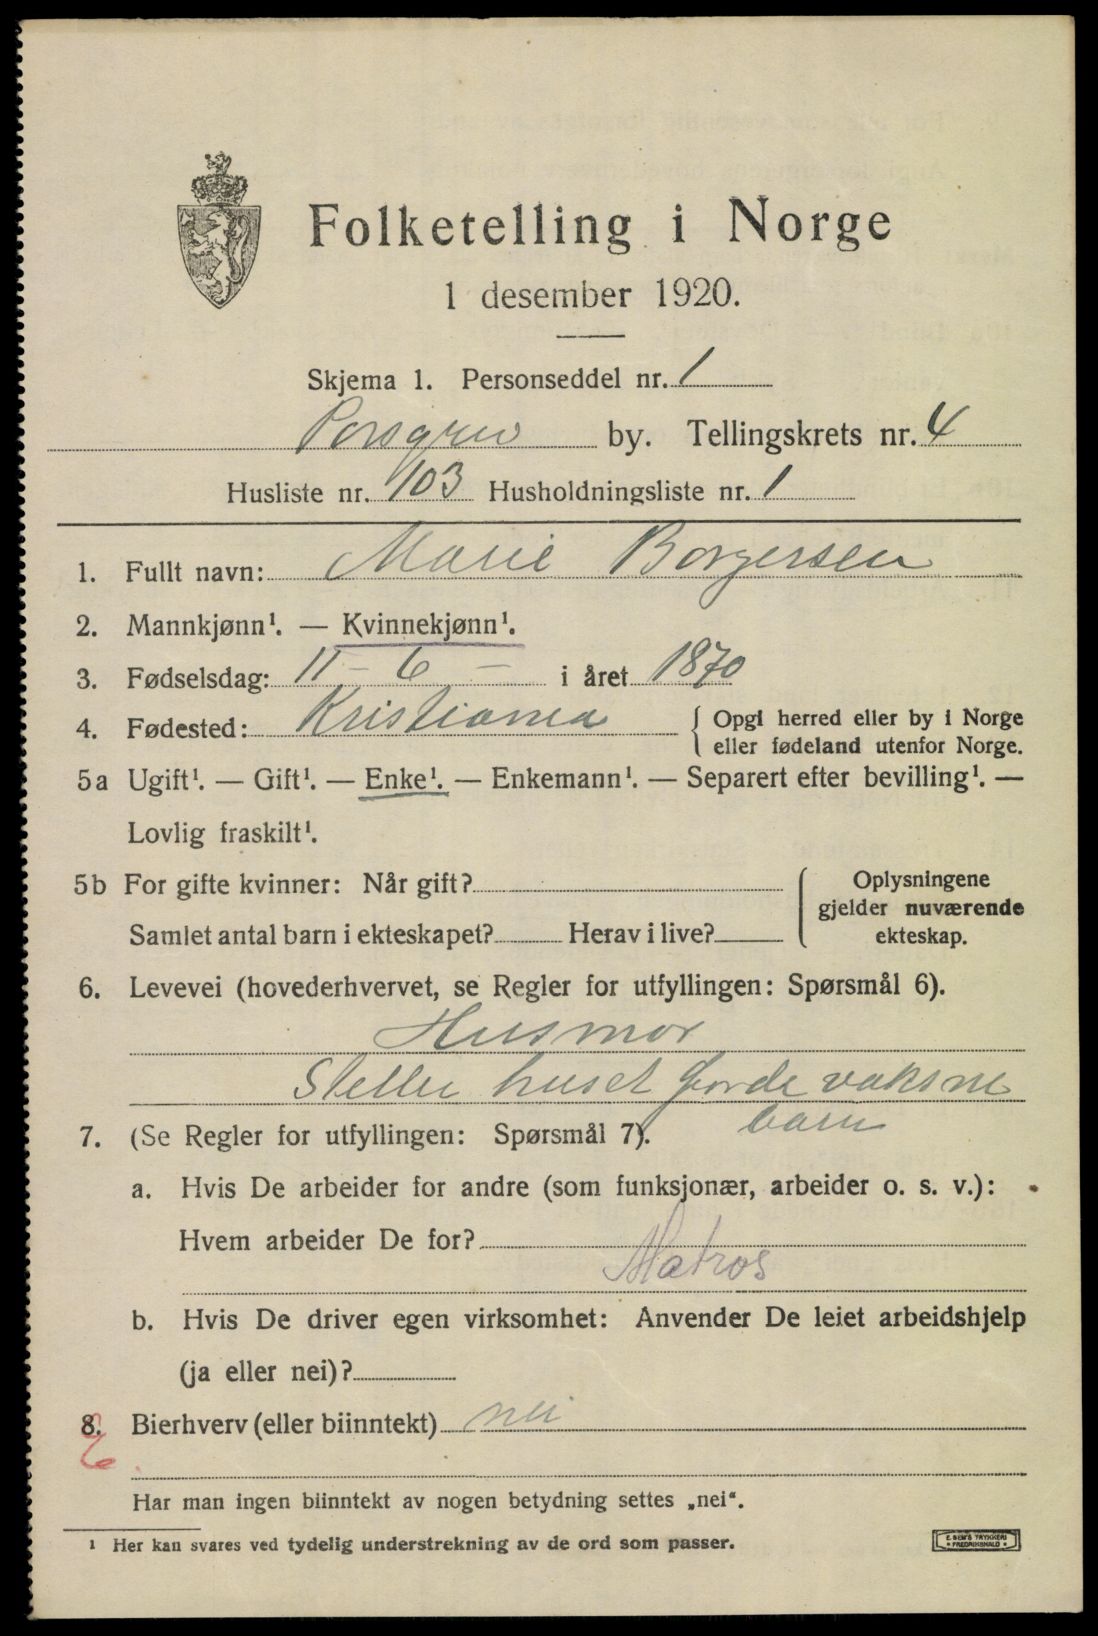 Folketelling i Norge
1 desember 1920.
Skjema 1. Personseddel nr. 1
Porsgrun by. Tellingskrets nr. 4
Husliste nr. 103 Husholdningsliste nr. 1
1. Fullt navn: Marie Borgersen
2. Mannkjønn¹. — Kvinnekjønn¹.
3. Fødselsdag: 11 - 6 - i året 1870
4. Fødested: Kristiania { Opgi herred eller by i Norge
eller fødeland utenfor Norge.
5a Ugift¹. — Gift¹. — Enke¹. — Enkemann¹. — Separert efter bevilling¹. —
Lovlig fraskilt¹.
5b For gifte kvinner: Når gift? { Oplysningene
gjelder nuværende
Samlet antal barn i ekteskapet? Herav i live? ekteskap.
6. Levevei (hovederhvervet, se Regler for utfyllingen: Spørsmål 6).
Husmor
Steller huset for de voksne
barn
7. (Se Regler for utfyllingen: Spørsmål 7).
a. Hvis De arbeider for andre (som funksjonær, arbeider o. s. v.):
Hvem arbeider De for?
Matros
b. Hvis De driver egen virksomhet: Anvender De leiet arbeidshjelp
(ja eller nei)?
8. Bierhverv (eller biinntekt) nei
Har man ingen biinntekt av nogen betydning settes „nei“.
¹ Her kan svares ved tydelig understrekning av de ord som passer.
E. SEM'S TRYKKERI
• FREDRIKSHALD •